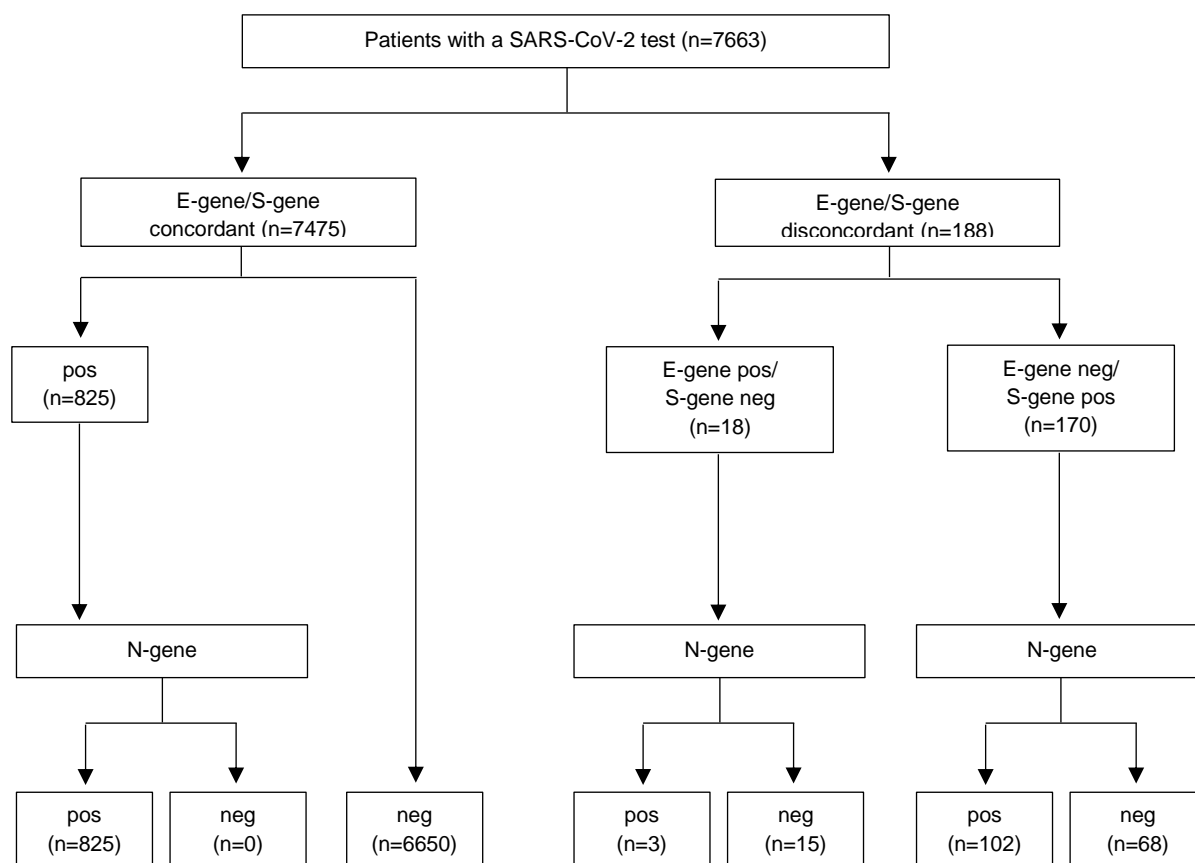 Patients with a SARS-CoV-2 test (n=7663)
E-gene/S-gene
concordant (n=7475)
E-gene/S-gene
disconcordant (n=188)
pos
(n=825)
E-gene pos/
S-gene neg
(n=18)
E-gene neg/
S-gene pos
(n=170)
N-gene
N-gene
N-gene
pos
(n=825)
neg
(n=0)
neg
(n=6650)
pos
(n=3)
neg
(n=15)
pos
(n=102)
neg
(n=68)